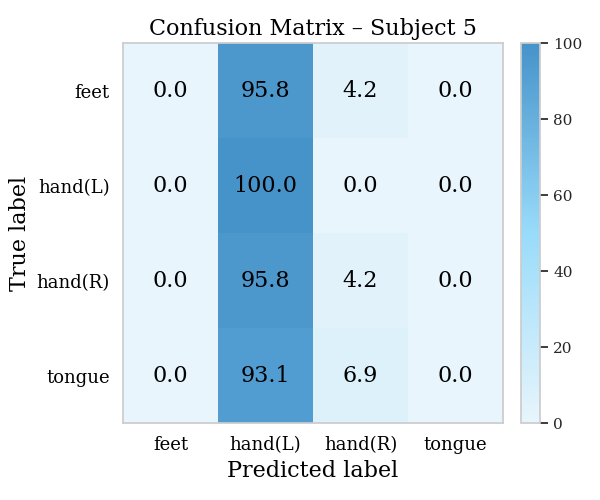 Confusion Matrix – Subject 5
True label
feet 0.0 95.8 4.2 0.0
hand(L) 0.0 100.0 0.0 0.0
hand(R) 0.0 95.8 4.2 0.0
tongue 0.0 93.1 6.9 0.0
feet hand(L) hand(R) tongue
Predicted label
100
80
60
40
20
0